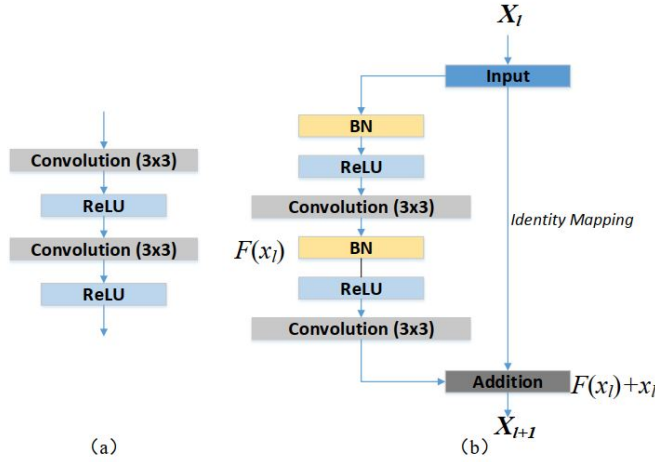 Convolution (3x3)
ReLU
Convolution (3x3)
ReLU
(a)
X_l
Input
BN
ReLU
Convolution (3x3)
Identity Mapping
F(x_l)
BN
ReLU
Convolution (3x3)
Addition
F(x_l)+x_l
X_{l+1}
(b)